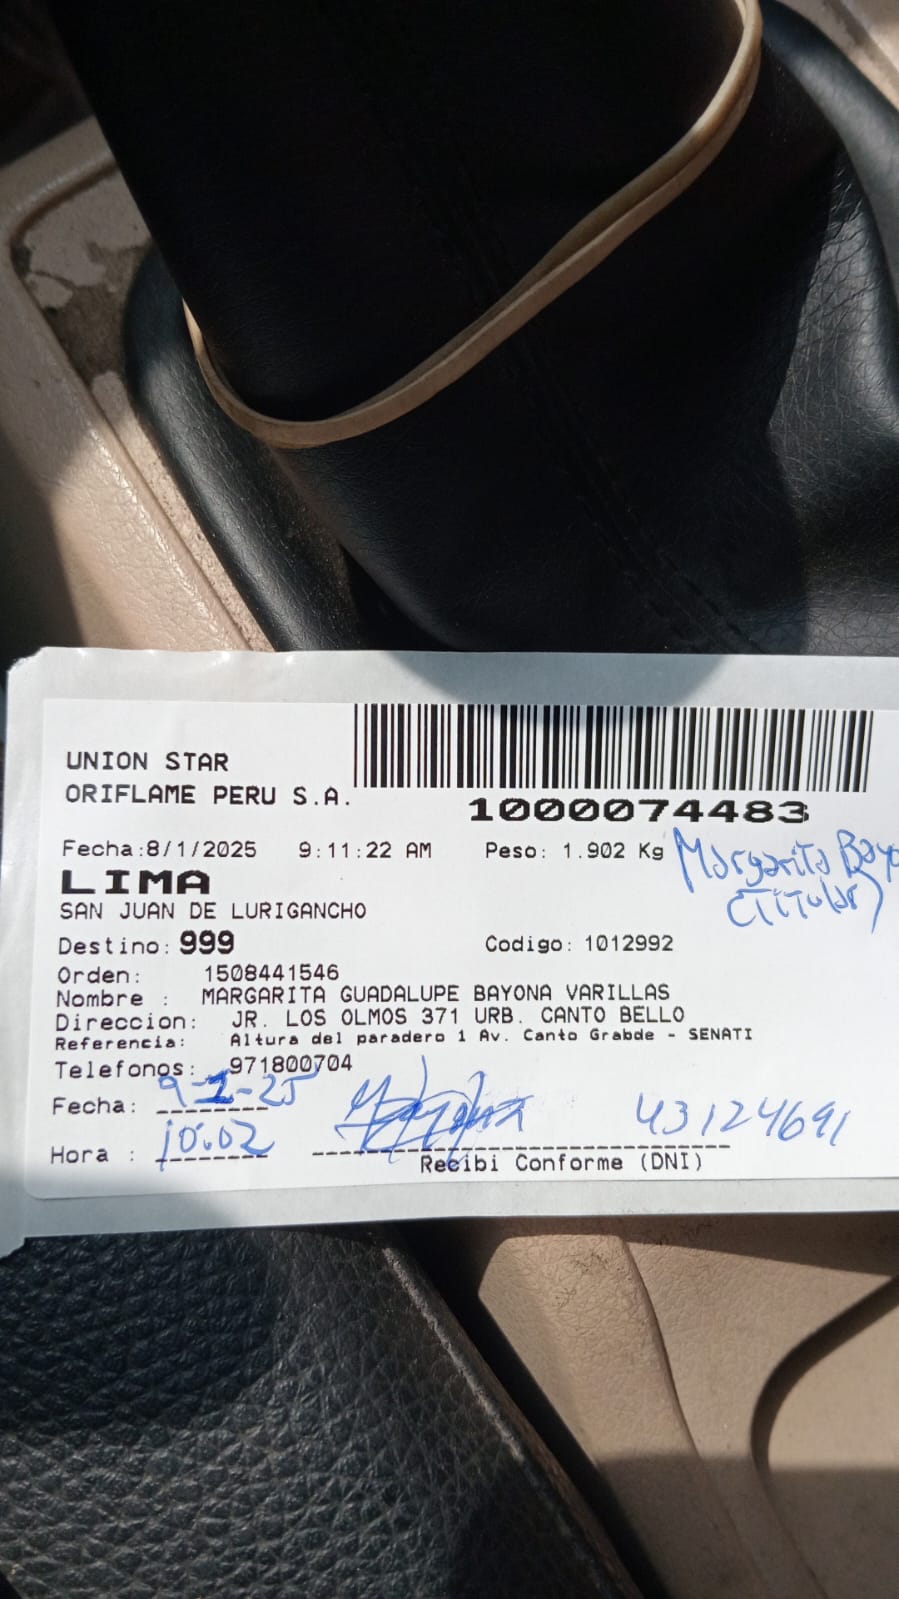 UNION STAR
ORIFLAME PERU S.A.
1000074483
Fecha:8/1/2025 9:11:22 AM Peso: 1.902 Kg
Margarita Bayo
LIMA
(Titular)
SAN JUAN DE LURIGANCHO
Destino: 999 Codigo: 1012992
Orden: 1508441546
Nombre : MARGARITA GUADALUPE BAYONA VARILLAS
Direccion: JR. LOS OLMOS 371 URB. CANTO BELLO
Referencia: Altura del paradero 1 Av. Canto Grabde - SENATI
Telefonos: 971800704
Fecha: 9-1-25
43124691
Hora : 10:02
Recibi Conforme (DNI)